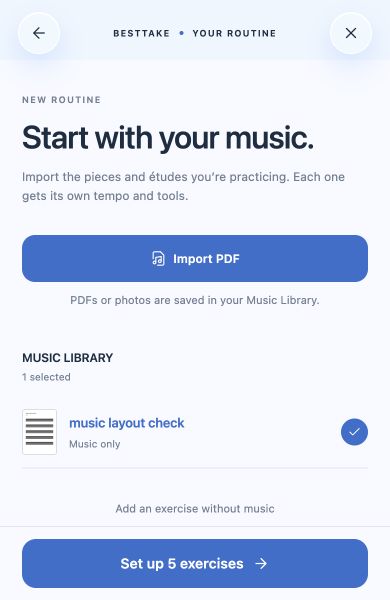 BESTTAKE • YOUR ROUTINE
NEW ROUTINE
Start with your music.
Import the pieces and études you’re practicing. Each one
gets its own tempo and tools.
Import PDF
PDFs or photos are saved in your Music Library.
MUSIC LIBRARY
1 selected
music layout check
Music only
Add an exercise without music
Set up 5 exercises →